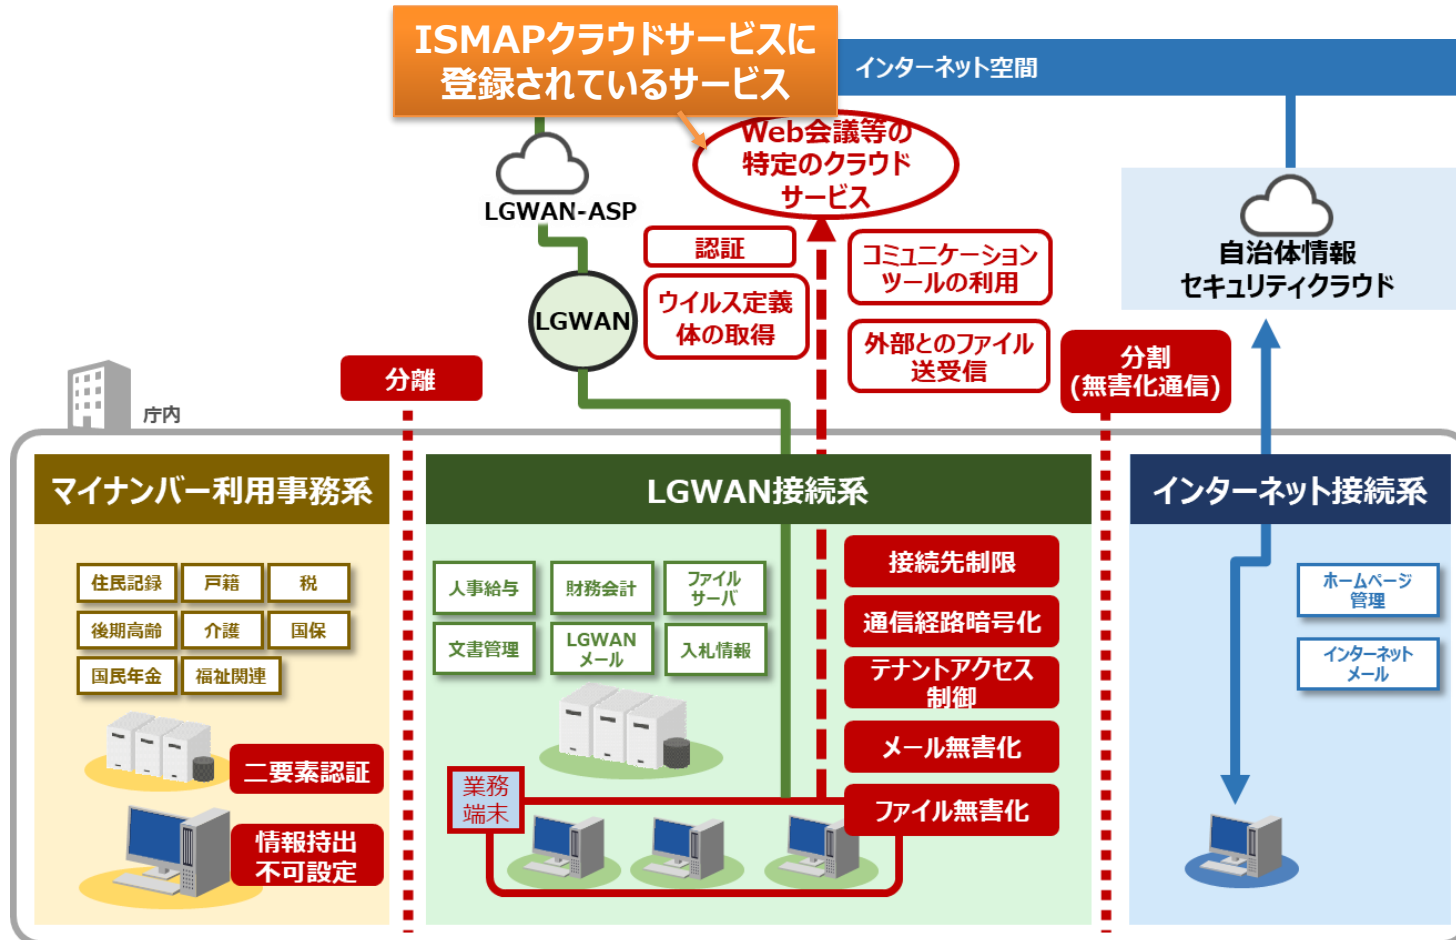 ISMAPクラウドサービスに
登録されているサービス
インターネット空間
Web会議等の
特定のクラウド
サービス
LGWAN-ASP
自治体情報
セキュリティクラウド
認証
コミュニケーション
ツールの利用
LGWAN
ウイルス定義
体の取得
外部とのファイル
送受信
分割
(無害化通信)
分離
庁内
マイナンバー利用事務系
LGWAN接続系
インターネット接続系
住民記録
戸籍
税
後期高齢
介護
国保
国民年金
福祉関連
二要素認証
情報持出
不可設定
人事給与
財務会計
ファイル
サーバ
文書管理
LGWAN
メール
入札情報
業務
端末
接続先制限
通信経路暗号化
テナントアクセス
制御
メール無害化
ファイル無害化
ホームページ
管理
インターネット
メール